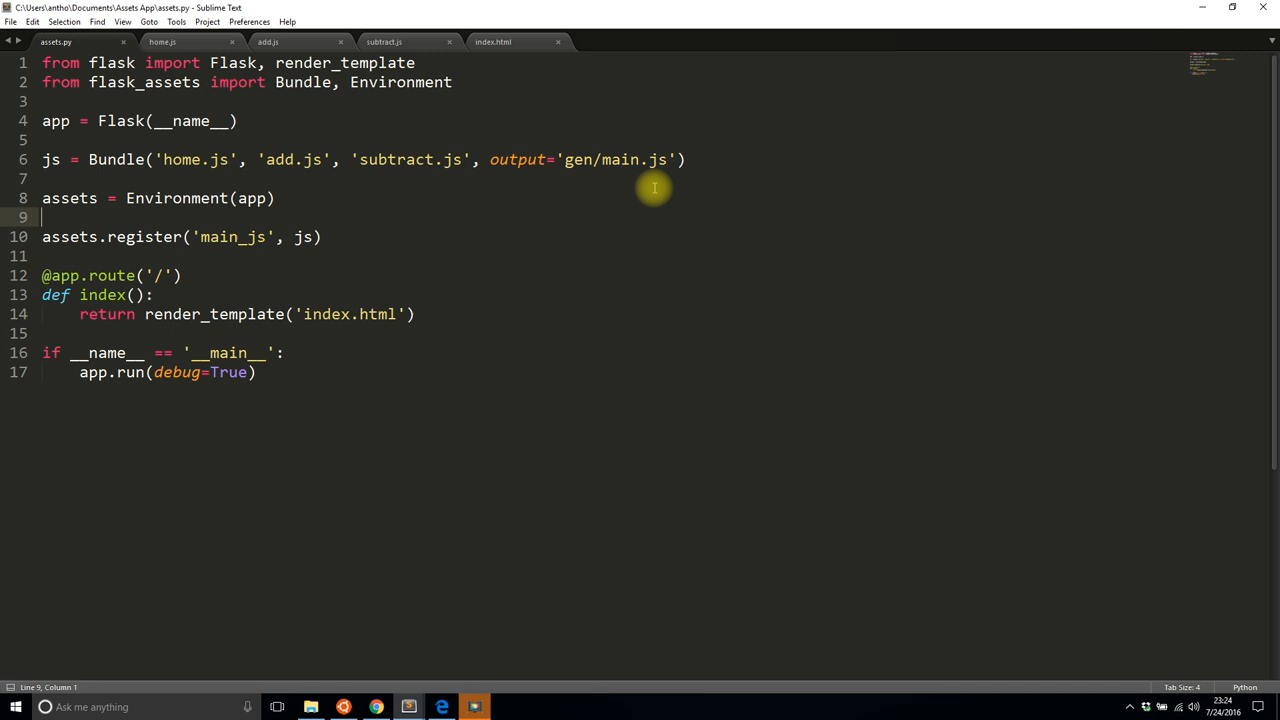 C:\Users\antho\Documents\Assets App\assets.py - Sublime Text
File Edit Selection Find View Goto Tools Project Preferences Help
assets.py home.js add.js subtract.js index.html
1 from flask import Flask, render_template
2 from flask_assets import Bundle, Environment
3
4 app = Flask(__name__)
5
6 js = Bundle('home.js', 'add.js', 'subtract.js', output='gen/main.js')
7
8 assets = Environment(app)
9
10 assets.register('main_js', js)
11
12 @app.route('/')
13 def index():
14     return render_template('index.html')
15
16 if __name__ == '__main__':
17     app.run(debug=True)
Line 9, Column 1 Tab Size: 4 Python
Ask me anything
23:24
7/24/2016